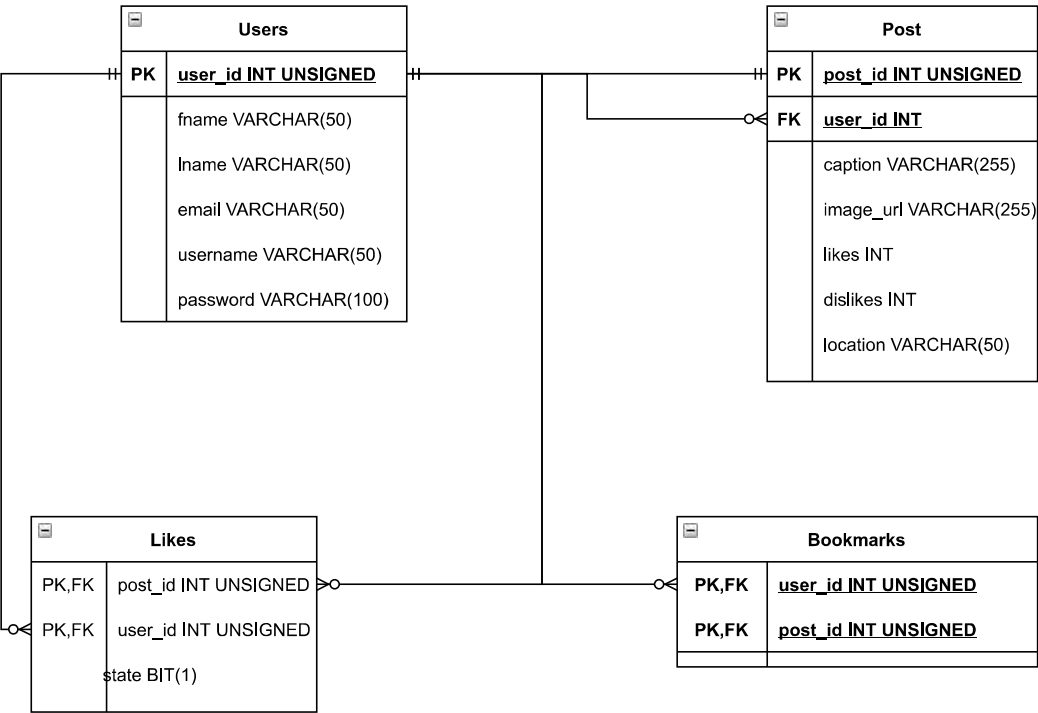 Users
PK user_id INT UNSIGNED
fname VARCHAR(50)
lname VARCHAR(50)
email VARCHAR(50)
username VARCHAR(50)
password VARCHAR(100)
Post
PK post_id INT UNSIGNED
FK user_id INT
caption VARCHAR(255)
image_url VARCHAR(255)
likes INT
dislikes INT
location VARCHAR(50)
Likes
PK,FK post_id INT UNSIGNED
PK,FK user_id INT UNSIGNED
state BIT(1)
Bookmarks
PK,FK user_id INT UNSIGNED
PK,FK post_id INT UNSIGNED